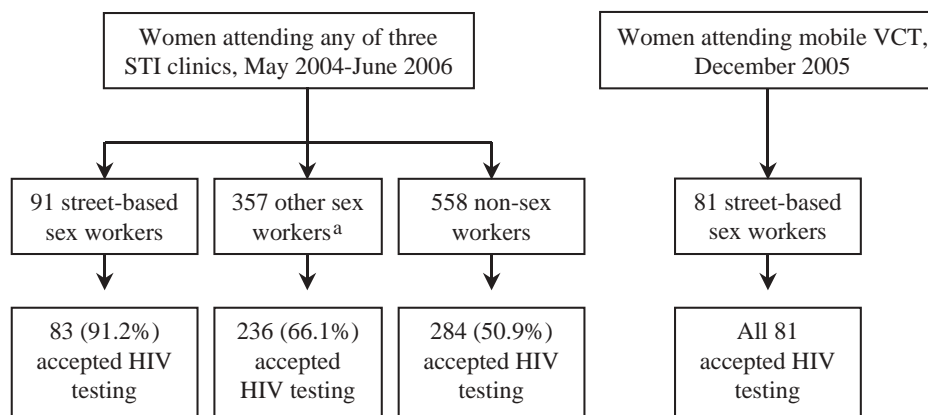 Women attending any of three
STI clinics, May 2004-June 2006
Women attending mobile VCT,
December 2005
91 street-based
sex workers
357 other sex
workersᵃ
558 non-sex
workers
81 street-based
sex workers
83 (91.2%)
accepted HIV
testing
236 (66.1%)
accepted
HIV testing
284 (50.9%)
accepted HIV
testing
All 81
accepted HIV
testing